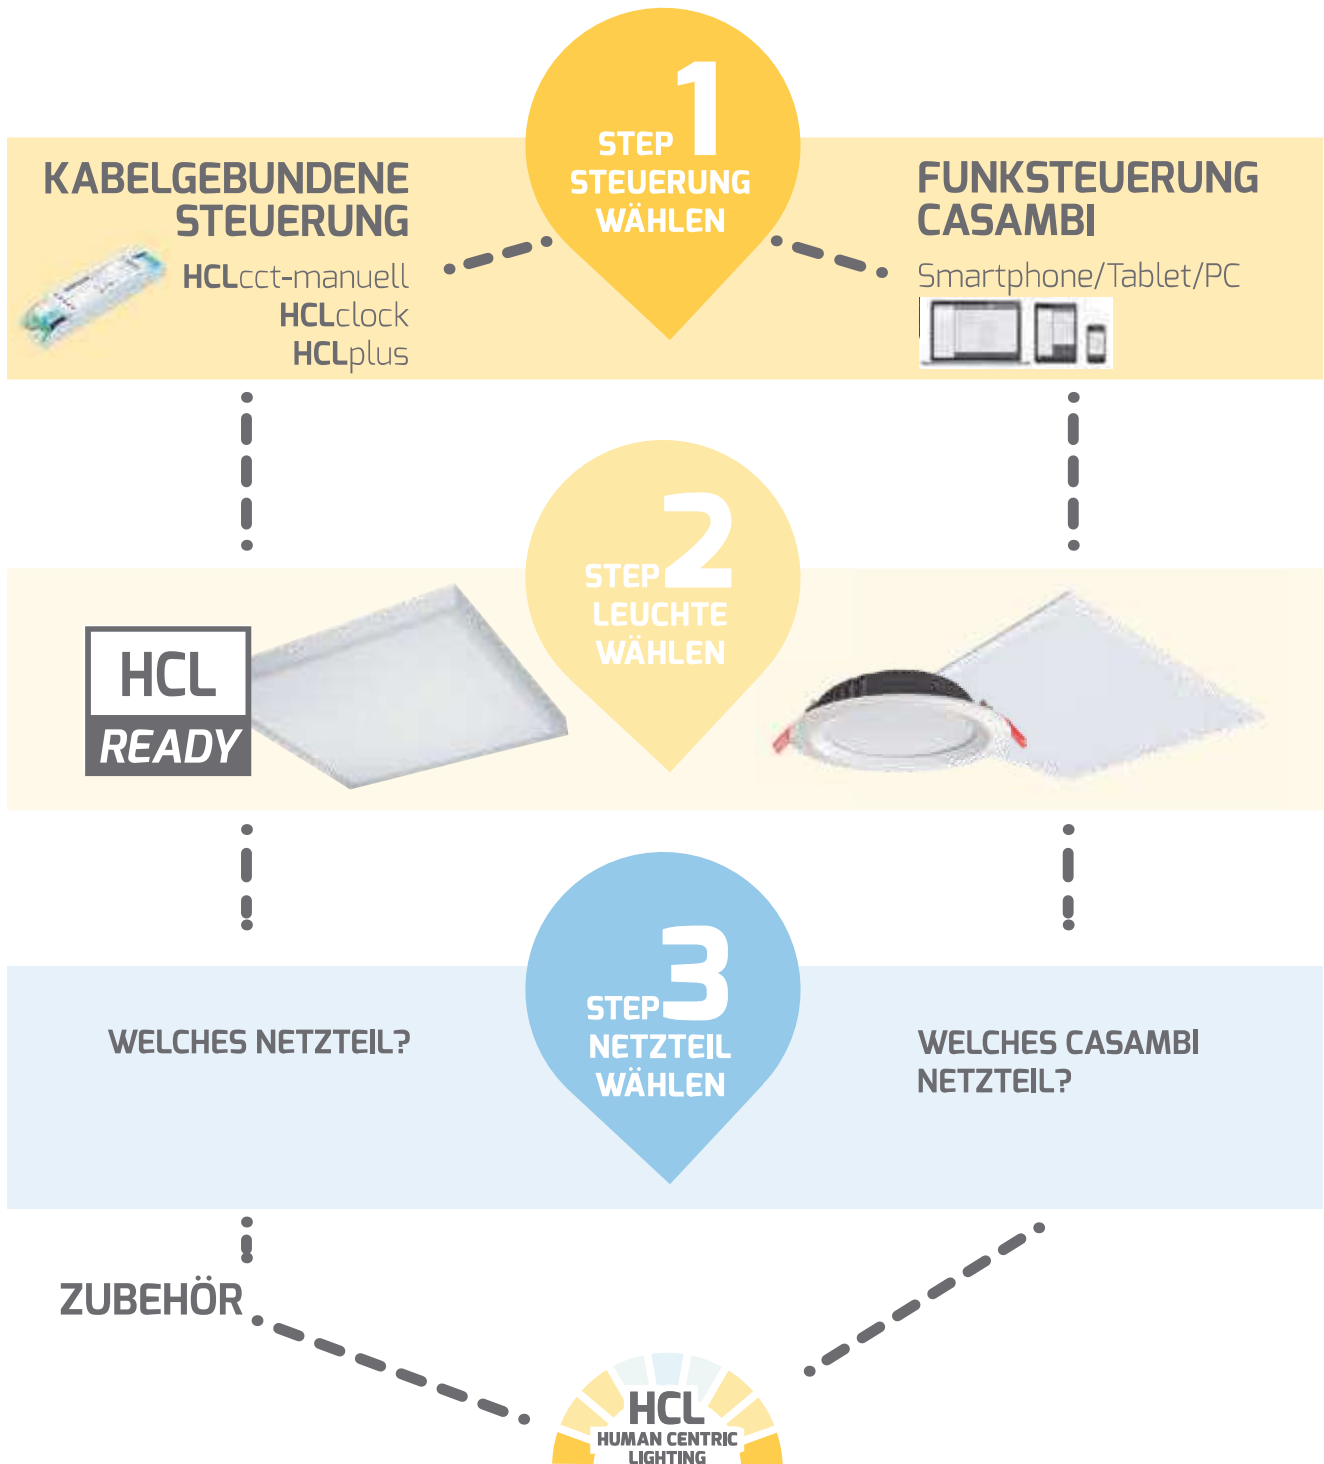 STEP 1
STEUERUNG
WÄHLEN
KABELGEBUNDENE
STEUERUNG
HCLcct-manuell
HCLclock
HCLplus
FUNKSTEUERUNG
CASAMBI
Smartphone/Tablet/PC
STEP 2
LEUCHTE
WÄHLEN
HCL
READY
STEP 3
NETZTEIL
WÄHLEN
WELCHES NETZTEIL?
WELCHES CASAMBI
NETZTEIL?
ZUBEHÖR
HCL
HUMAN CENTRIC
LIGHTING